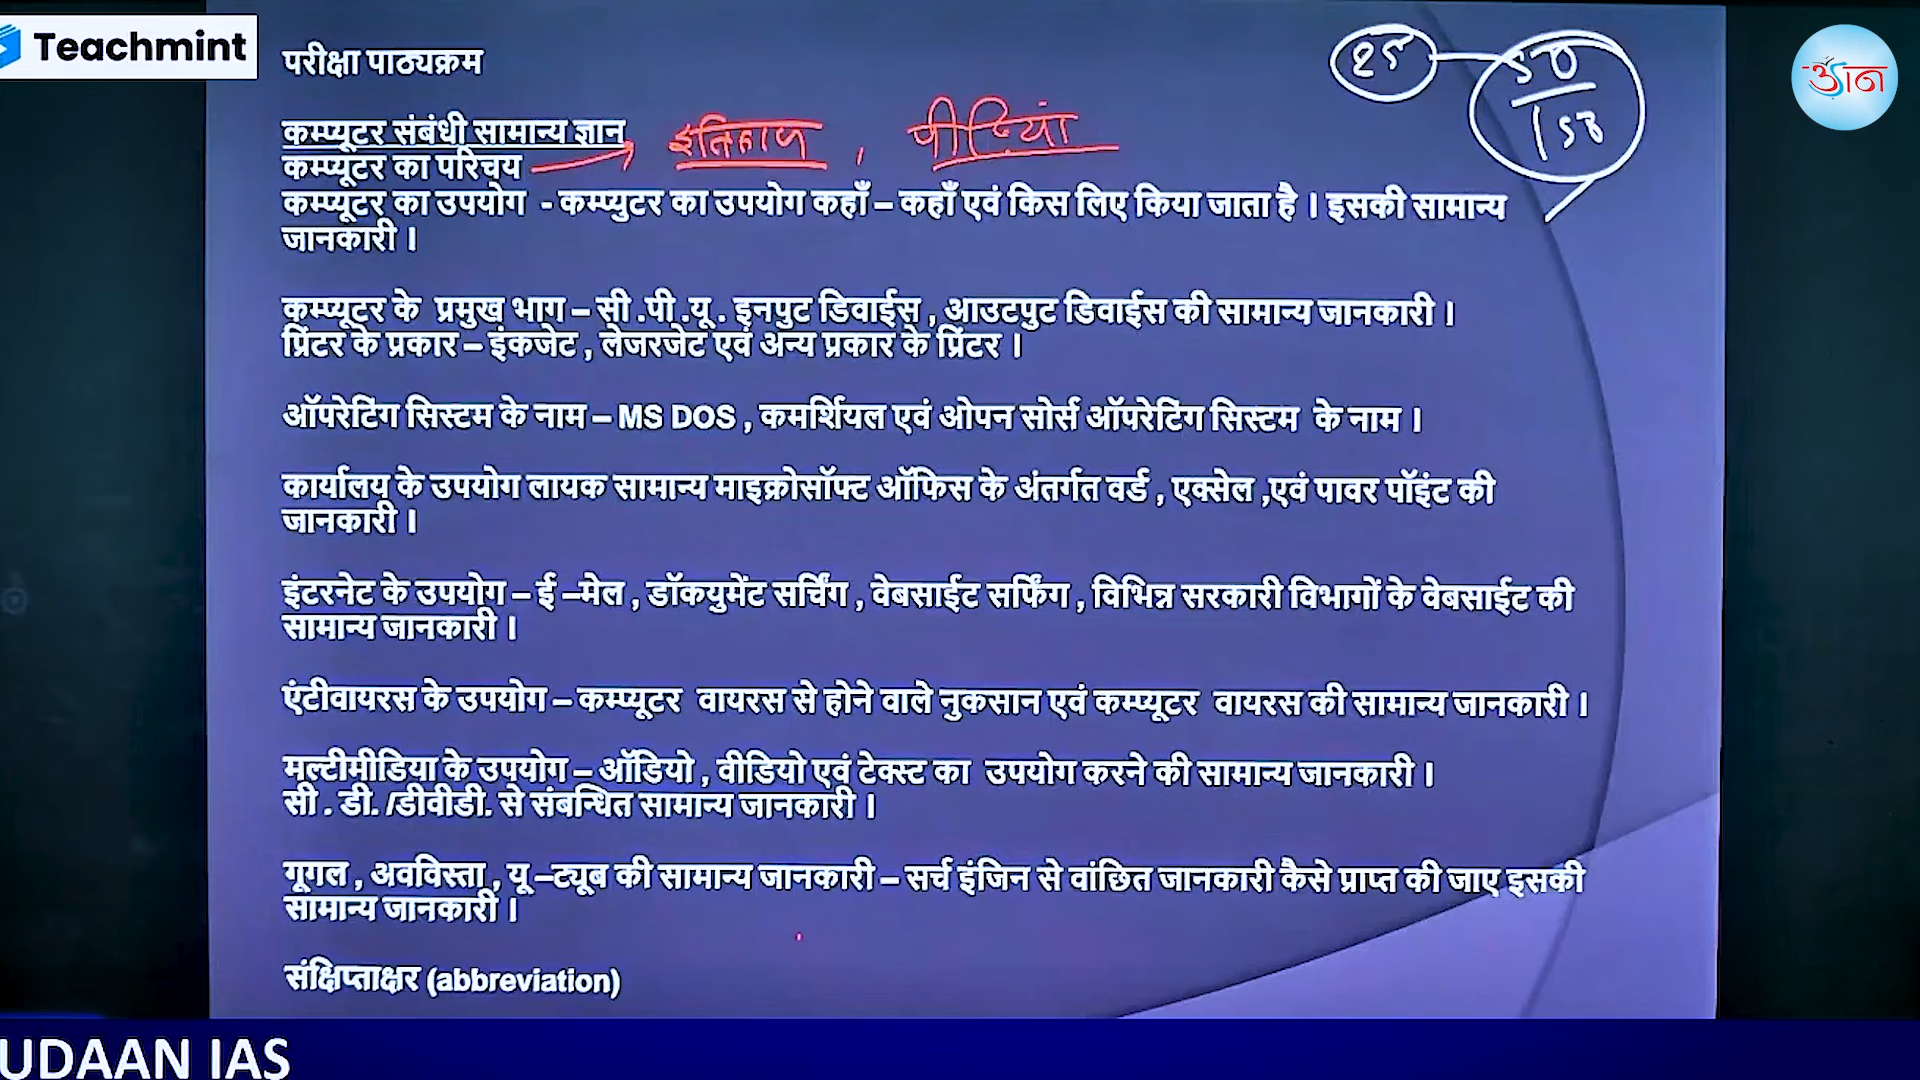 Teachmint
परीक्षा पाठ्यक्रम
उड़ान
कम्प्यूटर संबंधी सामान्य ज्ञान
इतिहास , पीढियां
कम्प्यूटर का परिचय
कम्प्यूटर का उपयोग - कम्प्युटर का उपयोग कहाँ – कहाँ एवं किस लिए किया जाता है । इसकी सामान्य
जानकारी ।
कम्प्यूटर के प्रमुख भाग – सी .पी .यू . इनपुट डिवाईस , आउटपुट डिवाईस की सामान्य जानकारी ।
प्रिंटर के प्रकार – इंकजेट , लेजरजेट एवं अन्य प्रकार के प्रिंटर ।
ऑपरेटिंग सिस्टम के नाम – MS DOS , कमर्शियल एवं ओपन सोर्स ऑपरेटिंग सिस्टम के नाम ।
कार्यालय के उपयोग लायक सामान्य माइक्रोसॉफ्ट ऑफिस के अंतर्गत वर्ड , एक्सेल ,एवं पावर पॉइंट की
जानकारी ।
इंटरनेट के उपयोग – ई –मेल , डॉकयुमेंट सर्चिंग , वेबसाईट सर्फिंग , विभिन्न सरकारी विभागों के वेबसाईट की
सामान्य जानकारी ।
एंटीवायरस के उपयोग – कम्प्यूटर वायरस से होने वाले नुकसान एवं कम्प्यूटर वायरस की सामान्य जानकारी ।
मल्टीमीडिया के उपयोग – ऑडियो , वीडियो एवं टेक्स्ट का उपयोग करने की सामान्य जानकारी ।
सी . डी. /डीवीडी. से संबन्धित सामान्य जानकारी ।
गूगल , अवविस्ता , यू –ट्यूब की सामान्य जानकारी – सर्च इंजिन से वांछित जानकारी कैसे प्राप्त की जाए इसकी
सामान्य जानकारी ।
संक्षिप्ताक्षर (abbreviation)
UDAAN IAS